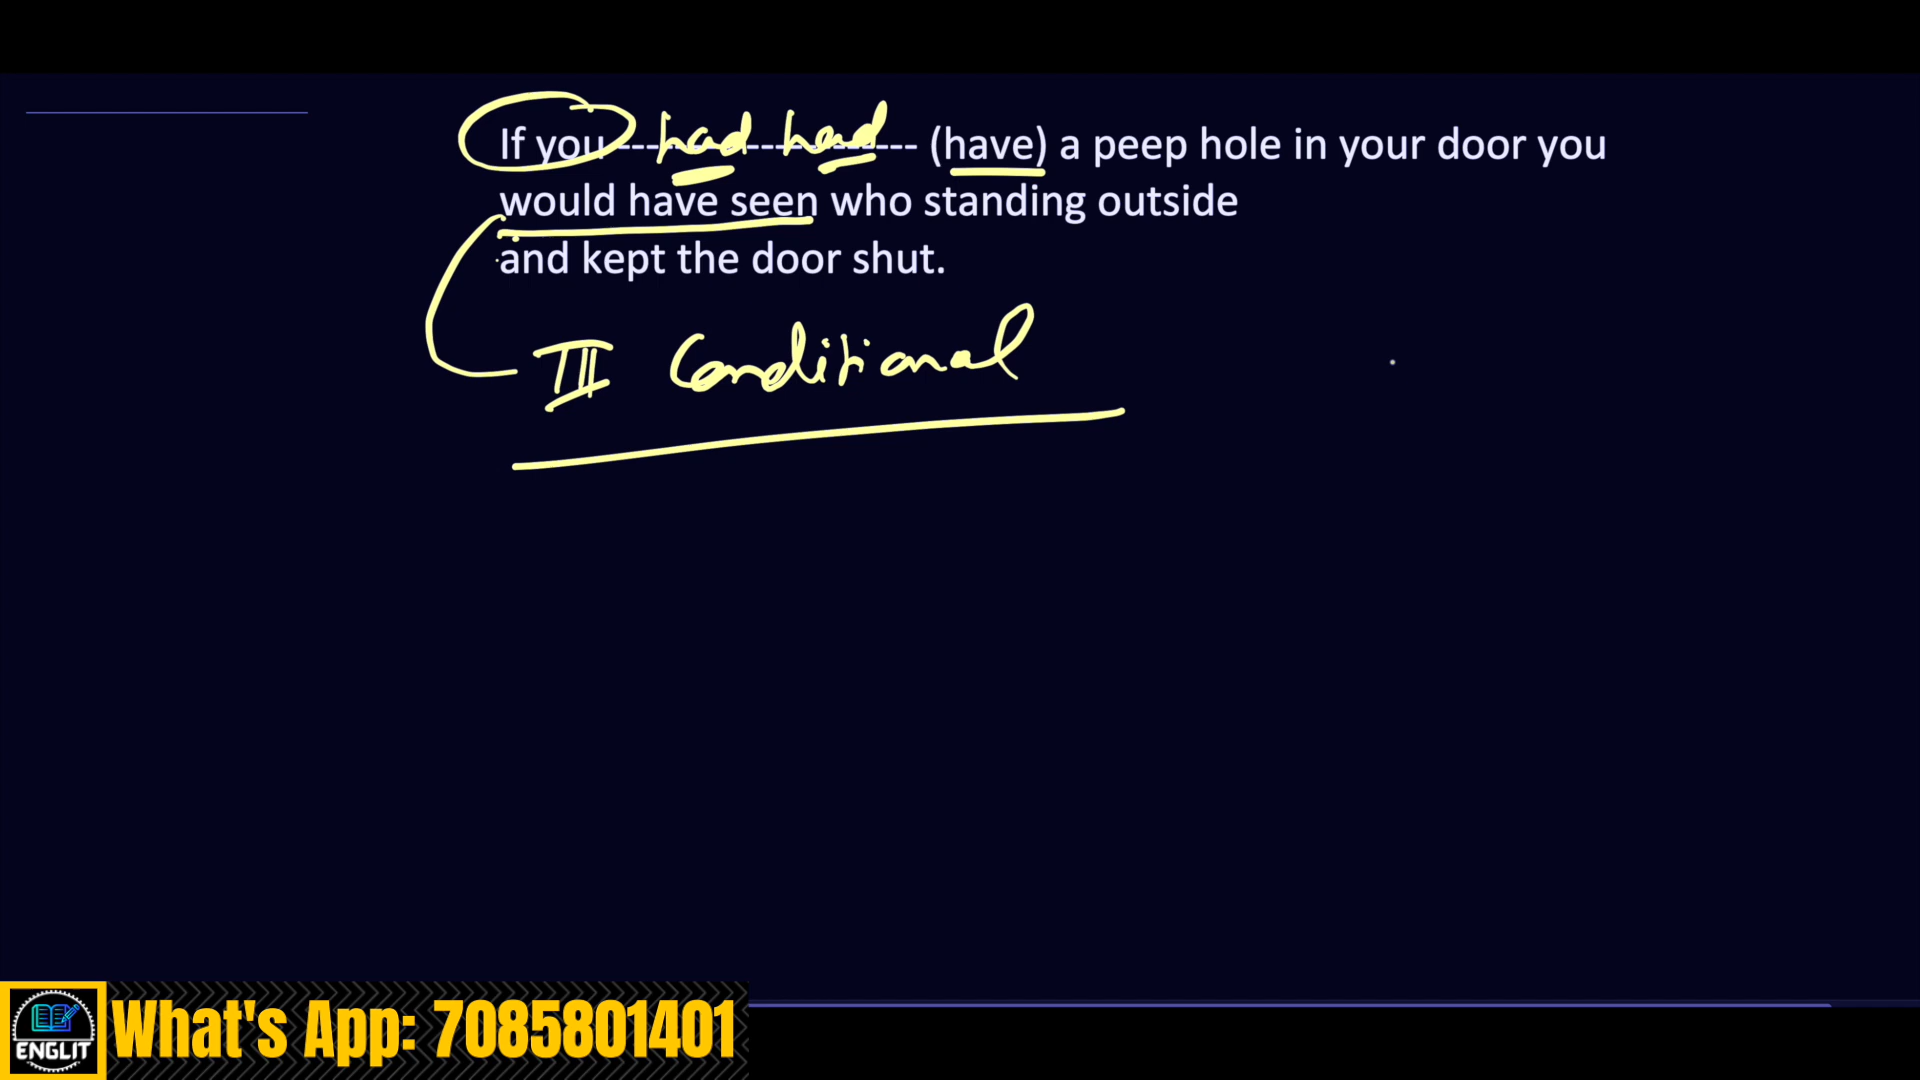 If you had had ------------------- (have) a peep hole in your door you
would have seen who standing outside
and kept the door shut.
III Conditional
ENGLIT
What's App: 7085801401